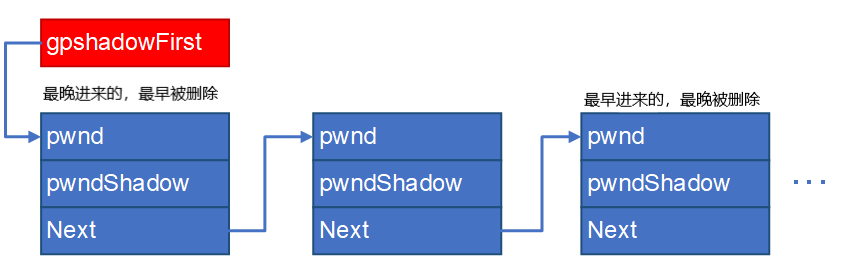 gpshadowFirst
最晚进来的，最早被删除
最早进来的，最晚被删除
pwnd
pwndShadow
Next
pwnd
pwndShadow
Next
pwnd
pwndShadow
Next
...